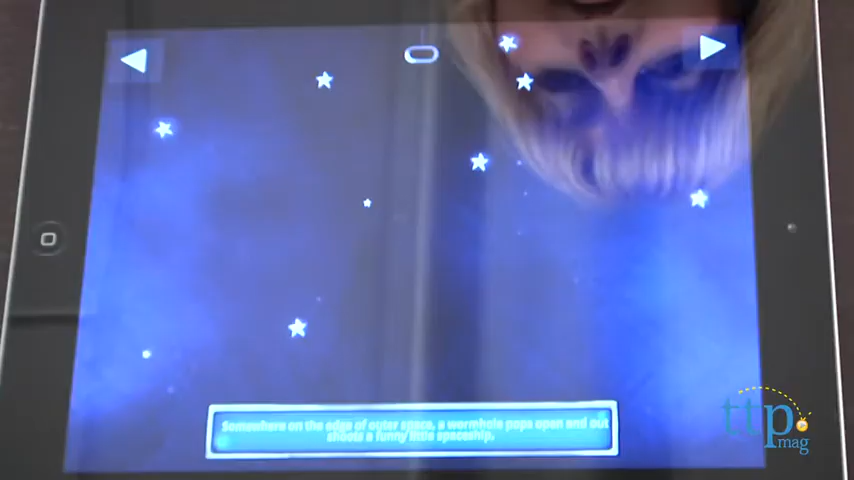 Somewhere on the edge of outer space, a wormhole pops open and out
shoots a funny little spaceship.
ttp
mag